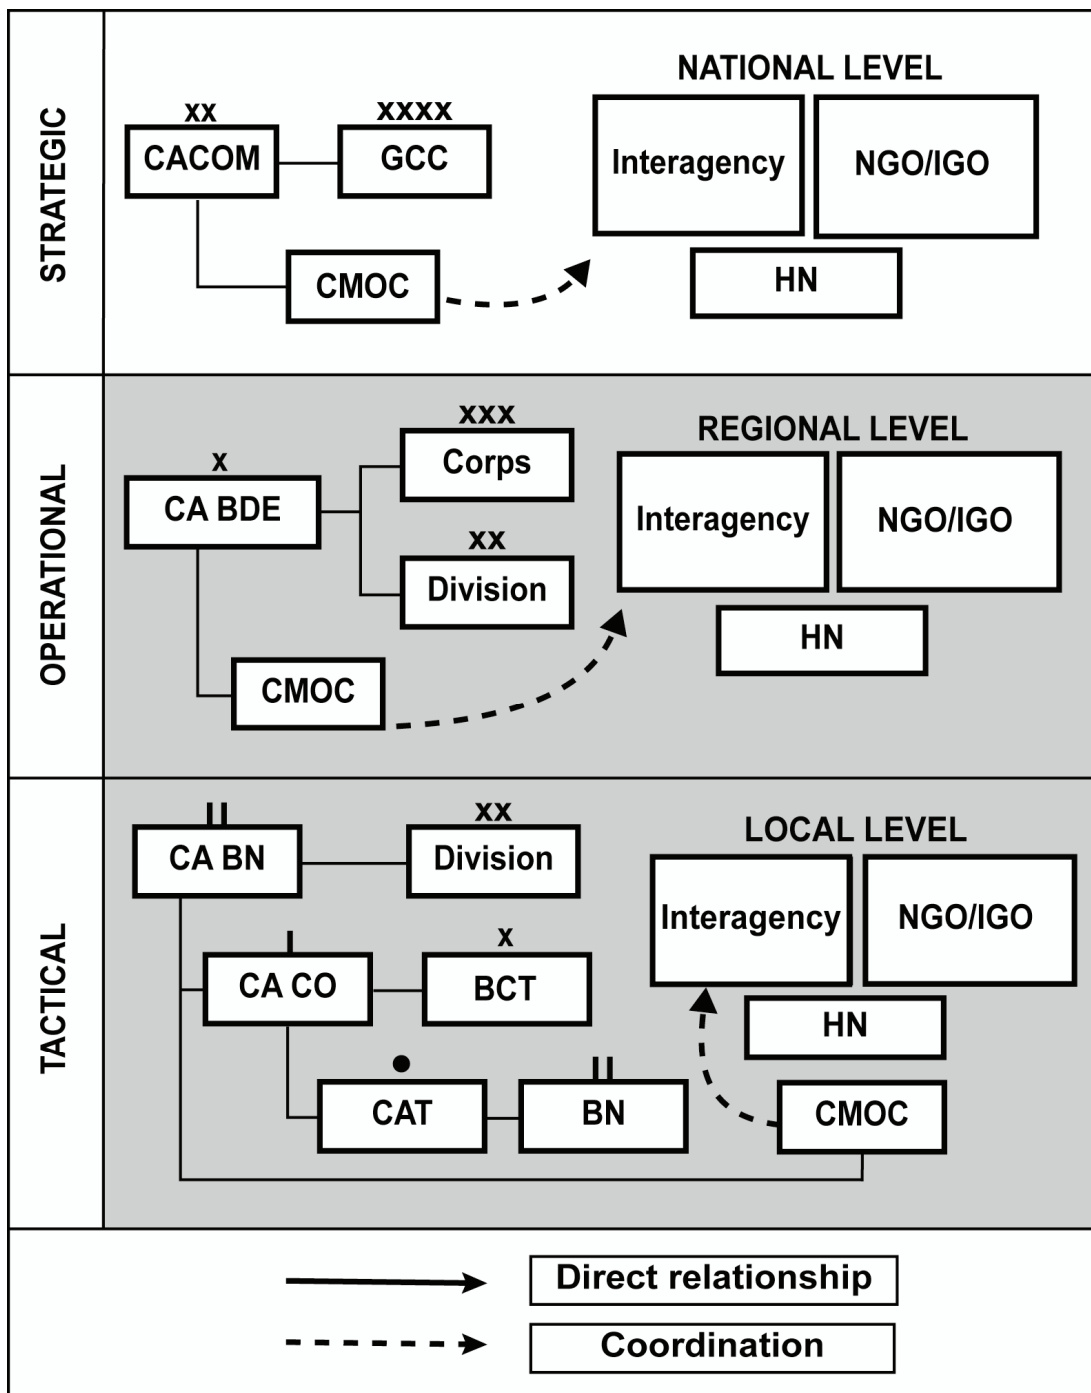 STRATEGIC
NATIONAL LEVEL
xx
xxxx
CACOM
GCC
Interagency
NGO/IGO
CMOC
HN
OPERATIONAL
REGIONAL LEVEL
xxx
Corps
x
CA BDE
Interagency
NGO/IGO
xx
Division
HN
CMOC
TACTICAL
LOCAL LEVEL
II
xx
CA BN
Division
Interagency
NGO/IGO
I
x
CA CO
BCT
HN
●
II
CAT
BN
CMOC
Direct relationship
Coordination